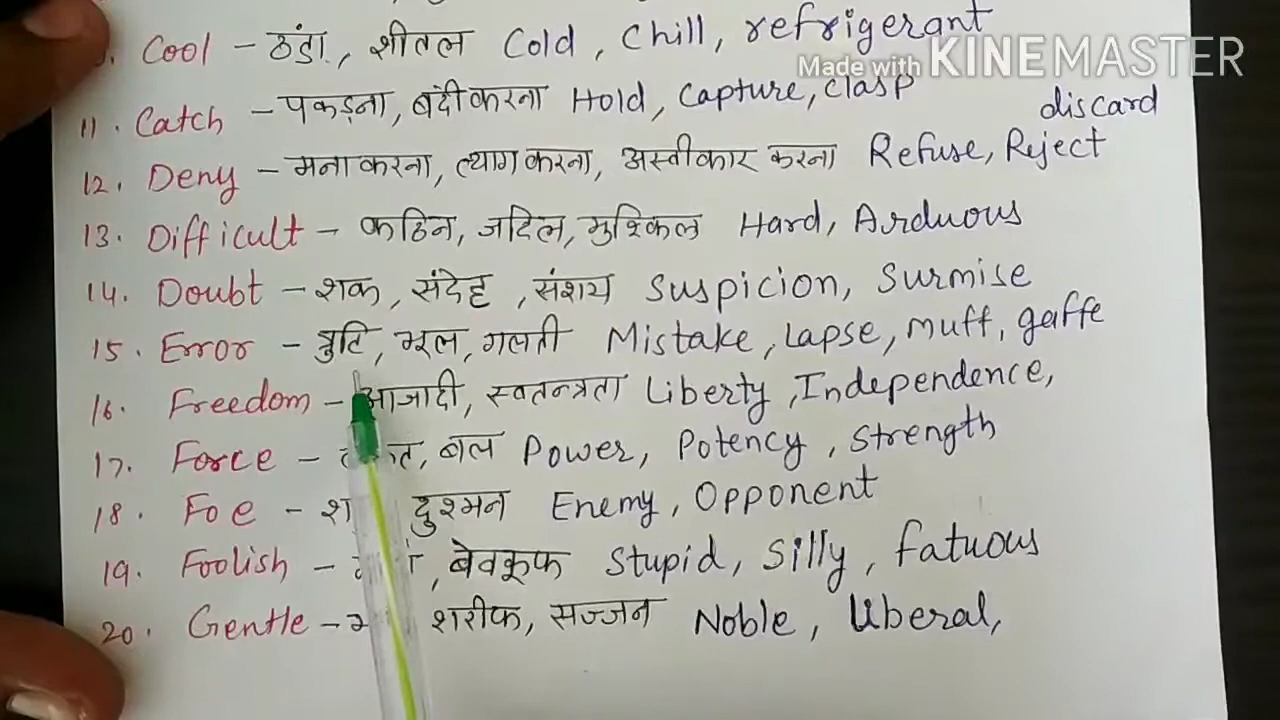 Cool - ठंडा, शीतल Cold, Chill, refrigerant
Made with KINEMASTER
11. Catch - पकड़ना, बंदी करना Hold, Capture, clasp
discard
12. Deny - मना करना, त्याग करना, अस्वीकार करना Refuse, Reject
13. Difficult - कठिन, जटिल, मुश्किल Hard, Arduous
14. Doubt - शक, संदेह, संशय Suspicion, Surmise
15. Error - त्रुटि, भूल, गलती Mistake, Lapse, muff, gaffe
16. Freedom - आजादी, स्वतन्त्रता Liberty, Independence,
17. Force - बल Power, Potency, Strength
18. Foe - दुश्मन Enemy, Opponent
19. Foolish - बेवकूफ Stupid, Silly, fatuous
20. Gentle - शरीफ, सज्जन Noble, Liberal,